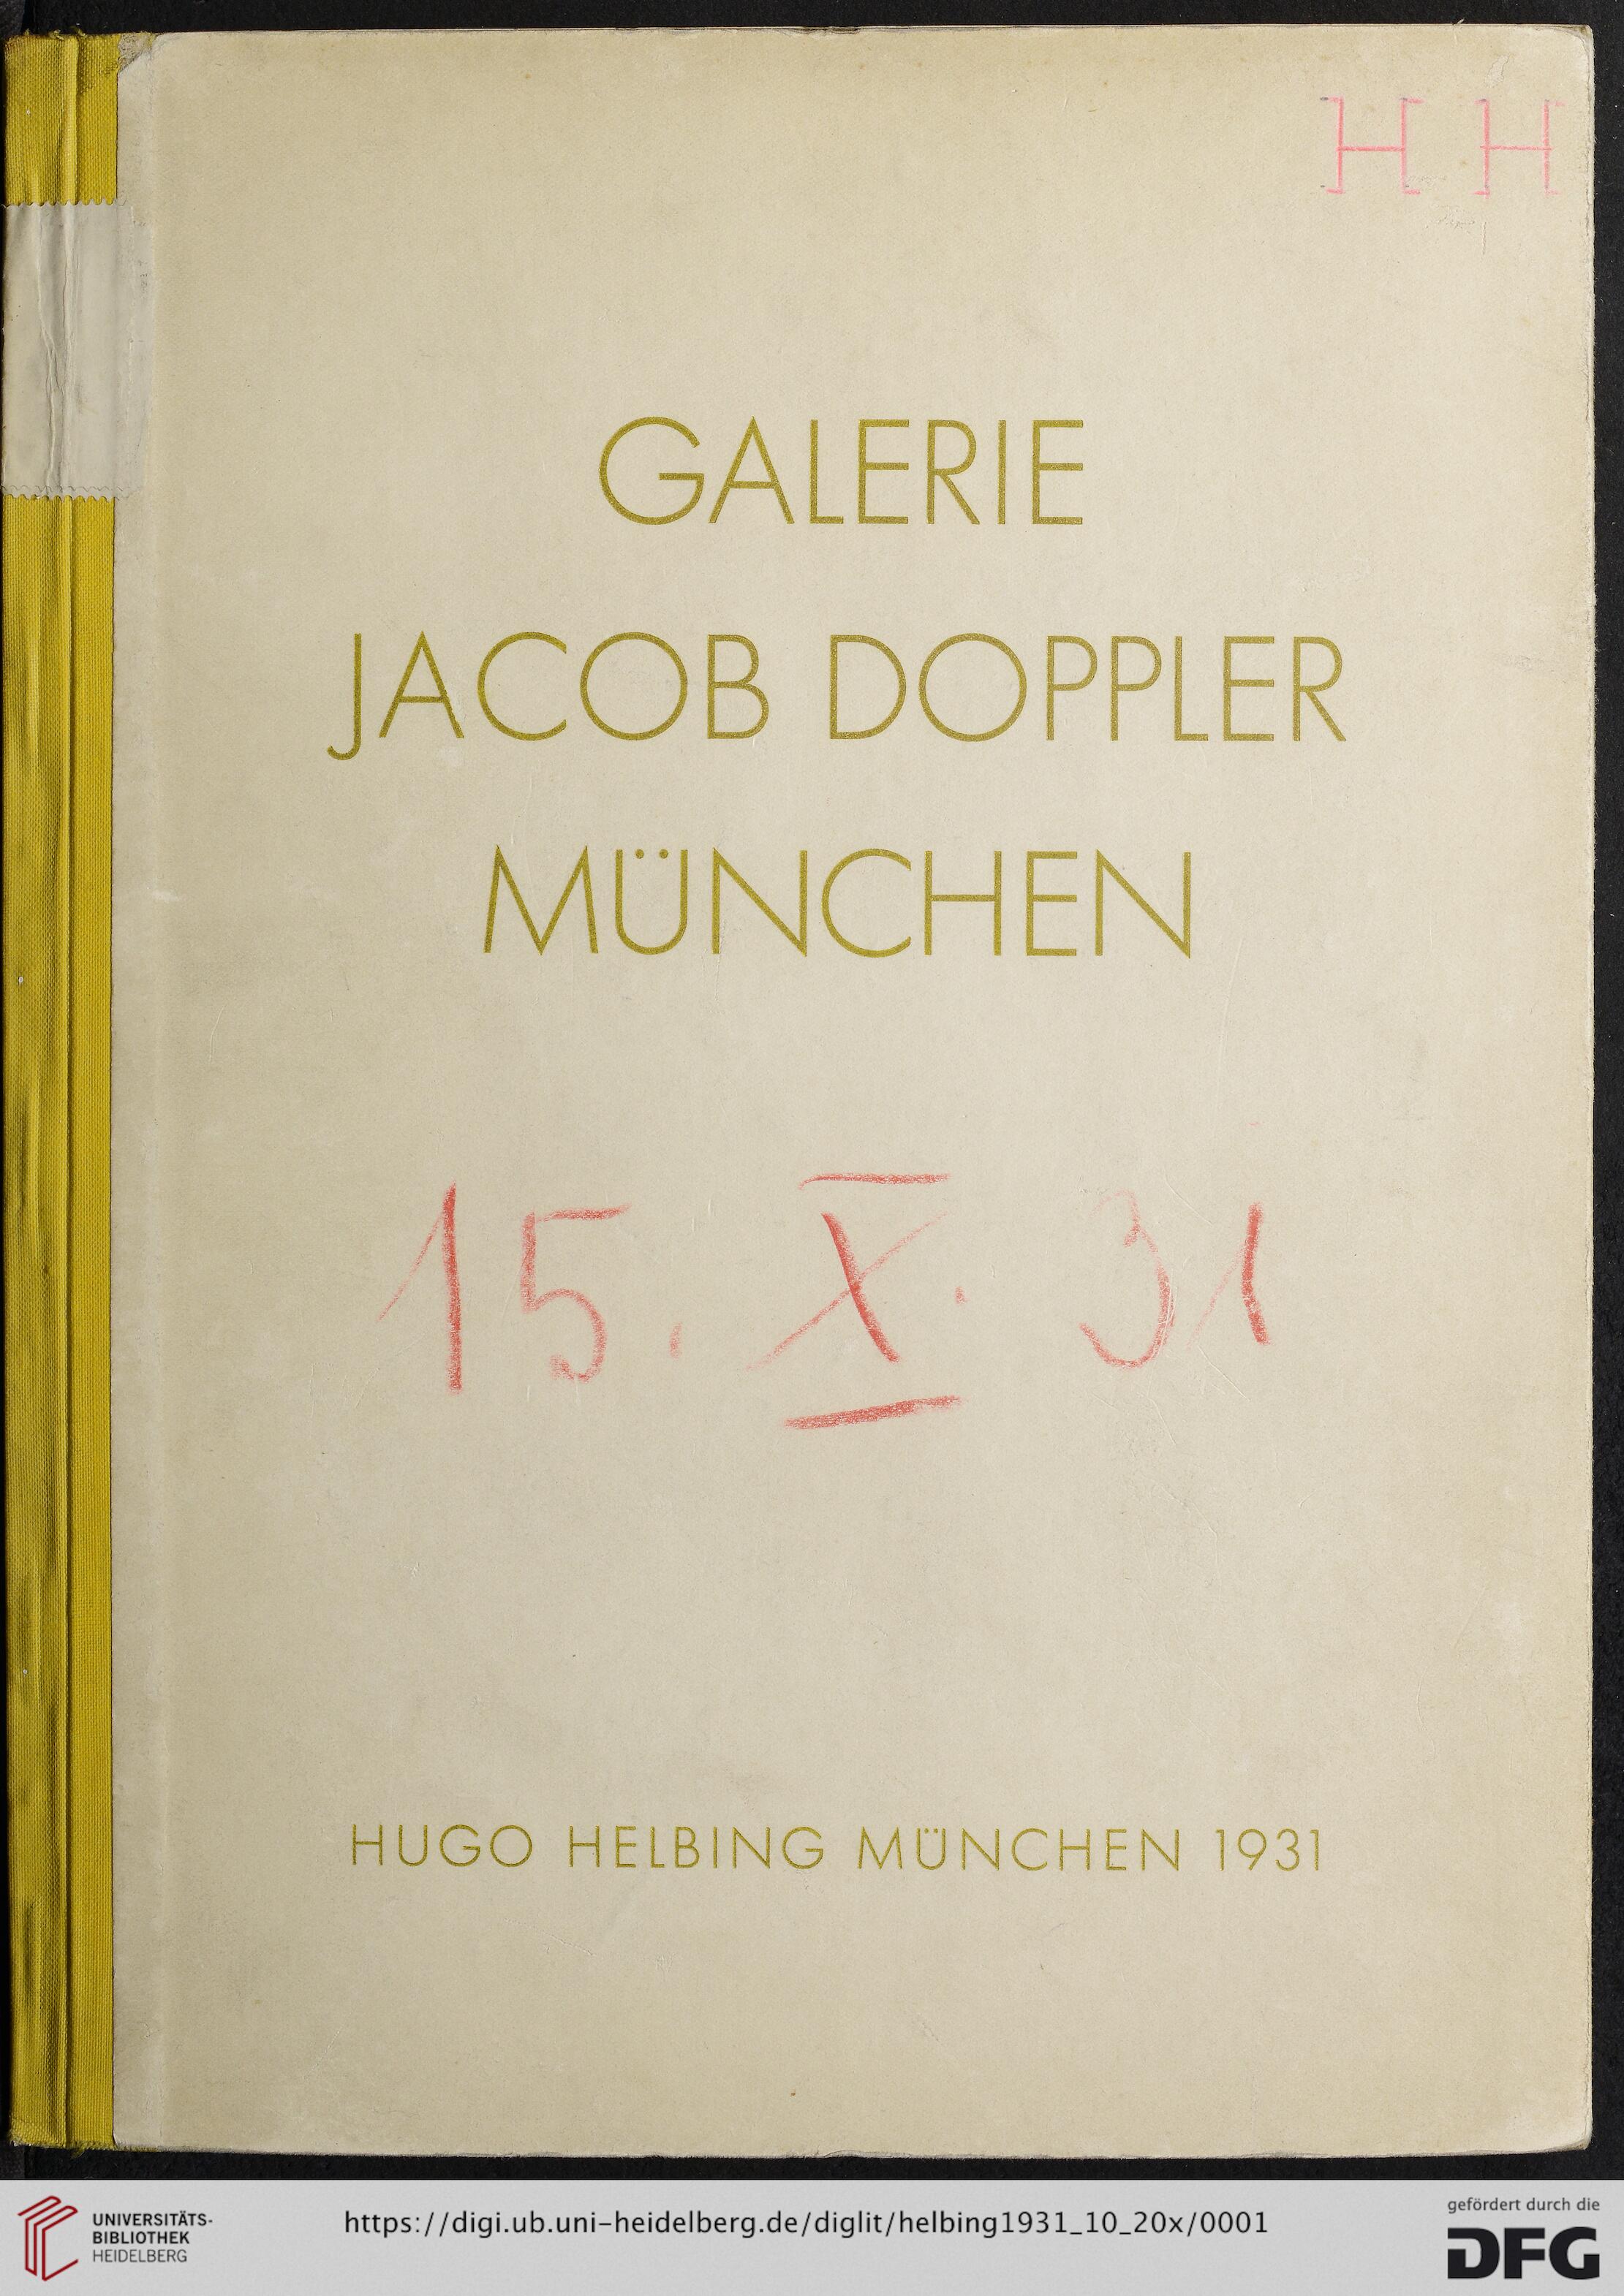 H H
GALERIE
JACOB DOPPLER
MÜNCHEN
15. X. 31
HUGO HELBING MÜNCHEN 1931
UNIVERSITÄTS-
BIBLIOTHEK
HEIDELBERG
https://digi.ub.uni-heidelberg.de/diglit/helbing1931_10_20x/0001
gefördert durch die
DFG